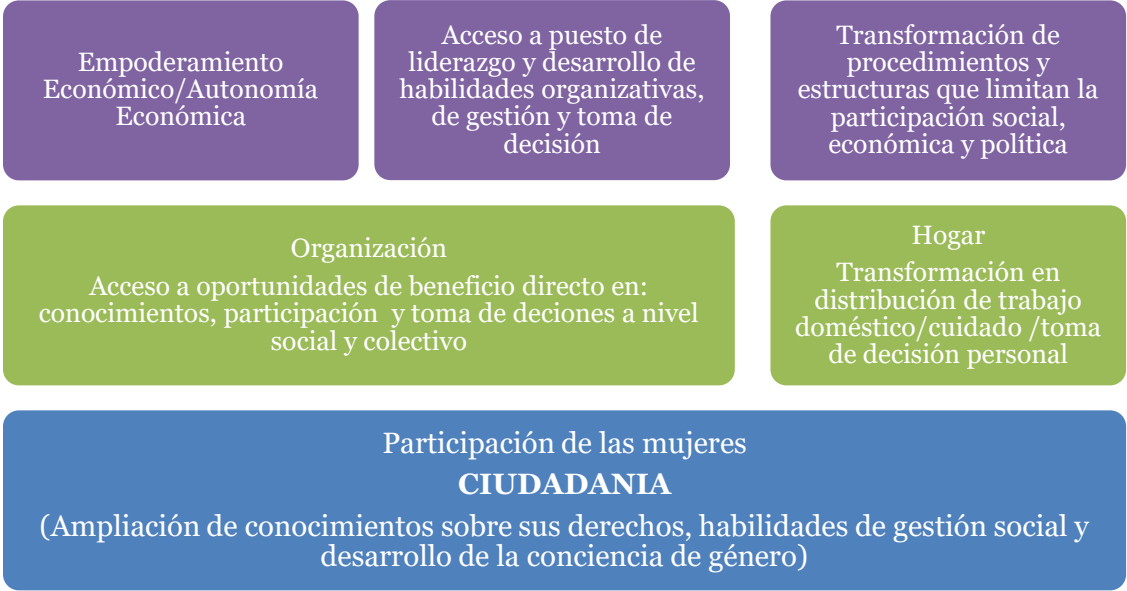 Empoderamiento
Económico/Autonomía
Económica
Acceso a puesto de
liderazgo y desarrollo de
habilidades organizativas,
de gestión y toma de
decisión
Transformación de
procedimientos y
estructuras que limitan la
participación social,
económica y política
Organización
Acceso a oportunidades de beneficio directo en:
conocimientos, participación y toma de deciones a nivel
social y colectivo
Hogar
Transformación en
distribución de trabajo
doméstico/cuidado /toma
de decisión personal
Participación de las mujeres
CIUDADANIA
(Ampliación de conocimientos sobre sus derechos, habilidades de gestión social y
desarrollo de la conciencia de género)